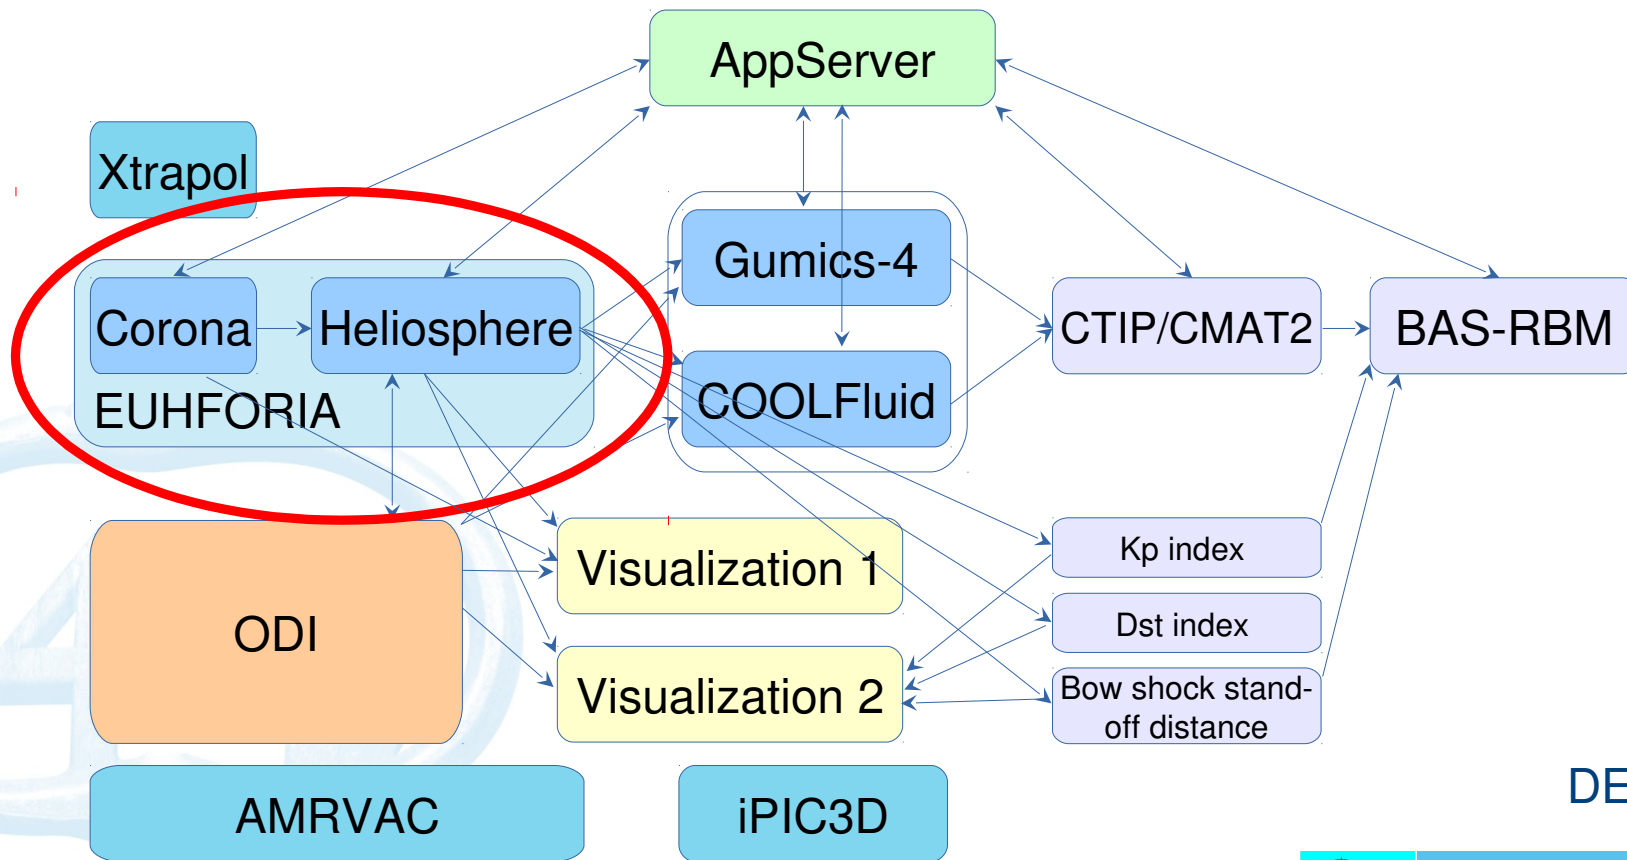 AppServer
Xtrapol
Gumics-4
Corona
Heliosphere
CTIP/CMAT2
BAS-RBM
COOLFluid
EUHFORIA
Kp index
Visualization 1
Dst index
ODI
Bow shock stand-
off distance
Visualization 2
DE
AMRVAC
iPIC3D